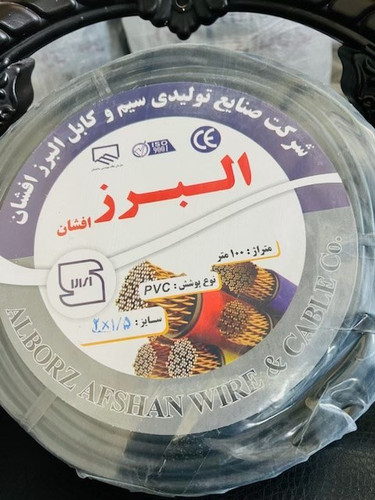 شرکت صنایع تولیدی سیم و کابل البرز افشان
ISO
9001
CE
البرز
افشان
متراژ : ۱۰۰ متر
نوع پوشش : PVC
سایز : ۲×۱/۵
ALBORZ AFSHAN WIRE & CABLE Co.